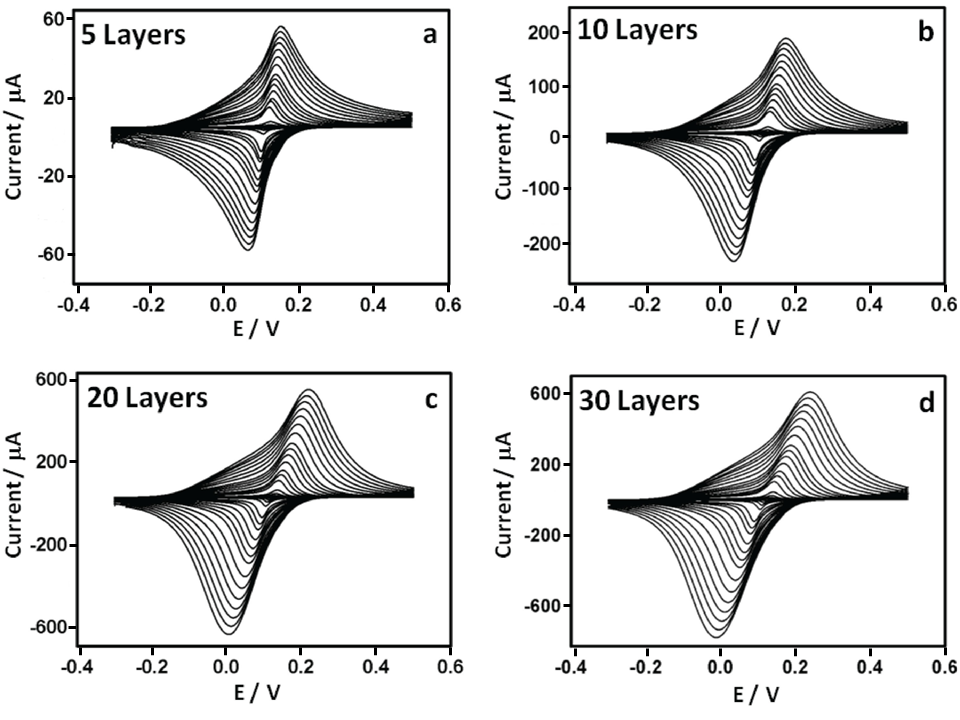 5 Layers
a
60
20
-20
-60
Current / μA
-0.4 -0.2 0.0 0.2 0.4 0.6
E / V
10 Layers
b
200
100
0
-100
-200
Current / μA
-0.4 -0.2 0.0 0.2 0.4 0.6
E / V
20 Layers
c
600
200
-200
-600
Current / μA
-0.4 -0.2 0.0 0.2 0.4 0.6
E / V
30 Layers
d
600
200
-200
-600
Current / μA
-0.4 -0.2 0.0 0.2 0.4 0.6
E / V